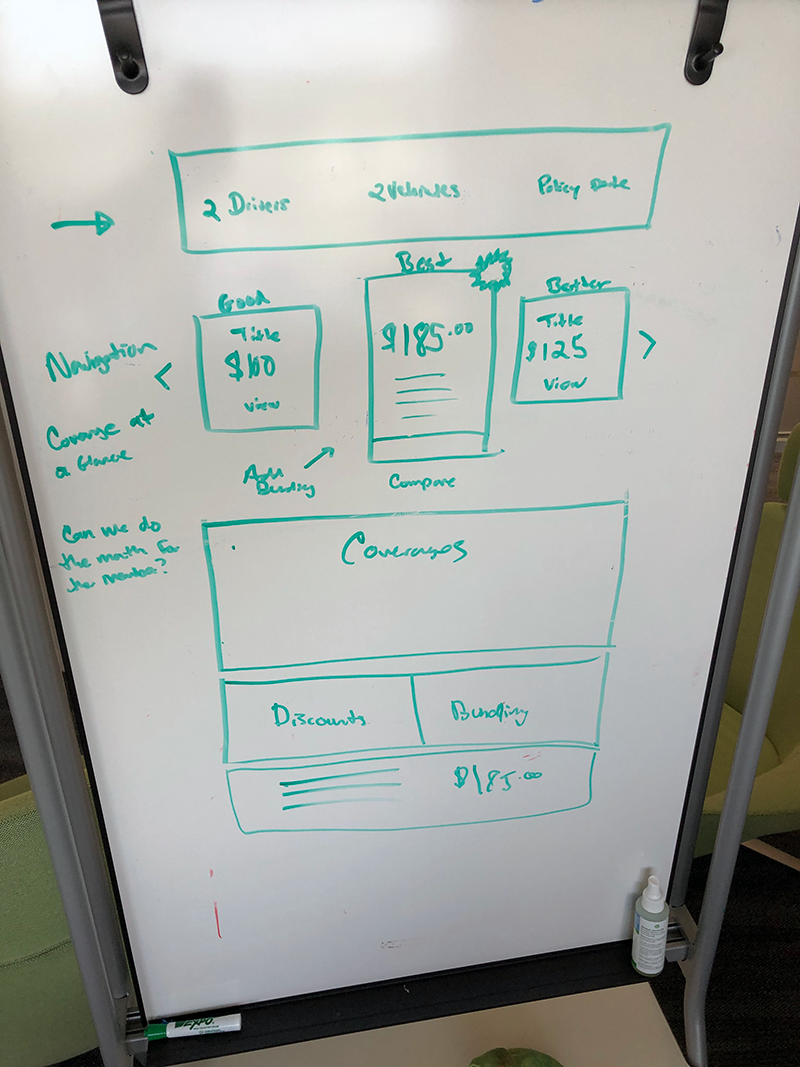 2 Drivers
2 Vehicles
Policy Date
Good
Title
$100
View
Best
$185.00
Compare
Better
Title
$125
View
Navigation
<
>
Coverage at
a Glance
Add
Bundling
Can we do
the math for
the member?
Coverages
Discounts
Bundling
$185.00
EXPO